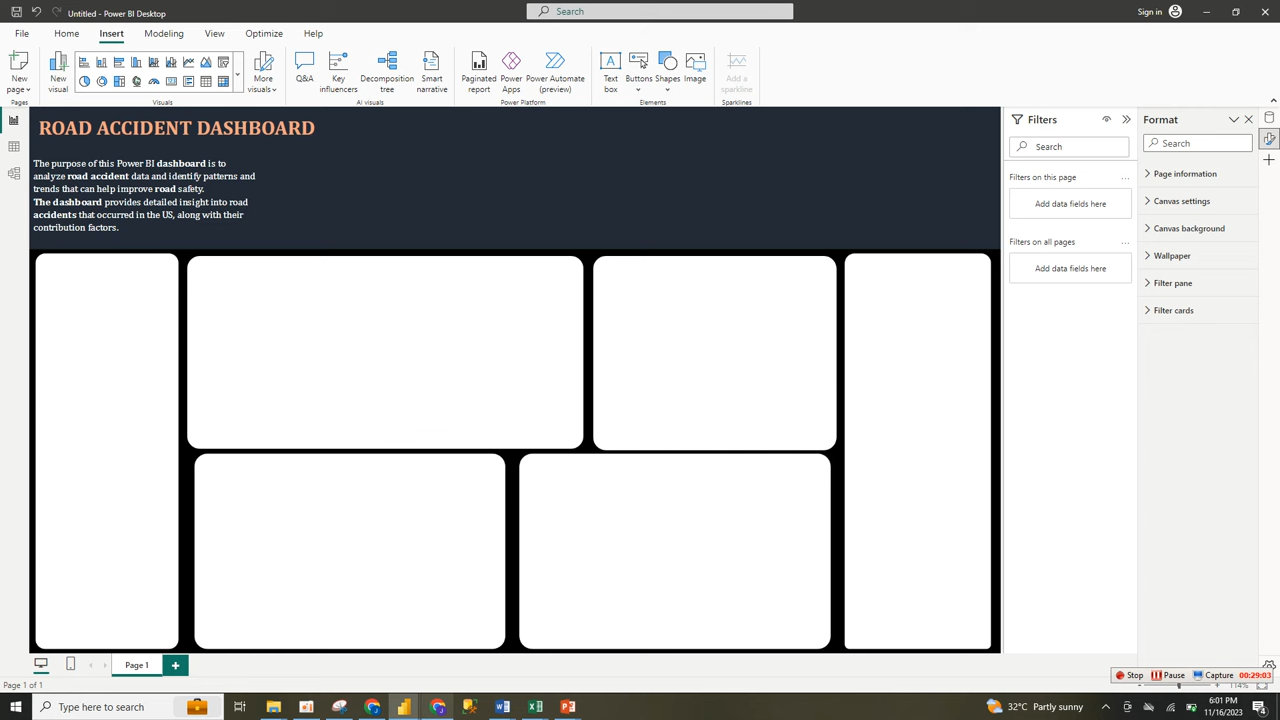 Untitled - Power BI Desktop
Search
Sign in
File
Home
Insert
Modeling
View
Optimize
Help
New page
New visual
More visuals
Q&A
Key influencers
Decomposition tree
Smart narrative
Paginated report
Power Apps
Power Automate (preview)
Text box
Buttons
Shapes
Image
Add a sparkline
Pages
Visuals
AI visuals
Power Platform
Elements
Sparklines
ROAD ACCIDENT DASHBOARD
The purpose of this Power BI dashboard is to
analyze road accident data and identify patterns and
trends that can help improve road safety.
The dashboard provides detailed insight into road
accidents that occurred in the US, along with their
contribution factors.
Filters
Search
Filters on this page
...
Add data fields here
Filters on all pages
...
Add data fields here
Format
Search
Page information
Canvas settings
Canvas background
Wallpaper
Filter pane
Filter cards
Page 1
Page 1 of 1
Stop
Pause
Capture
00:29:03
114%
Type here to search
32°C Partly sunny
6:01 PM
11/16/2023